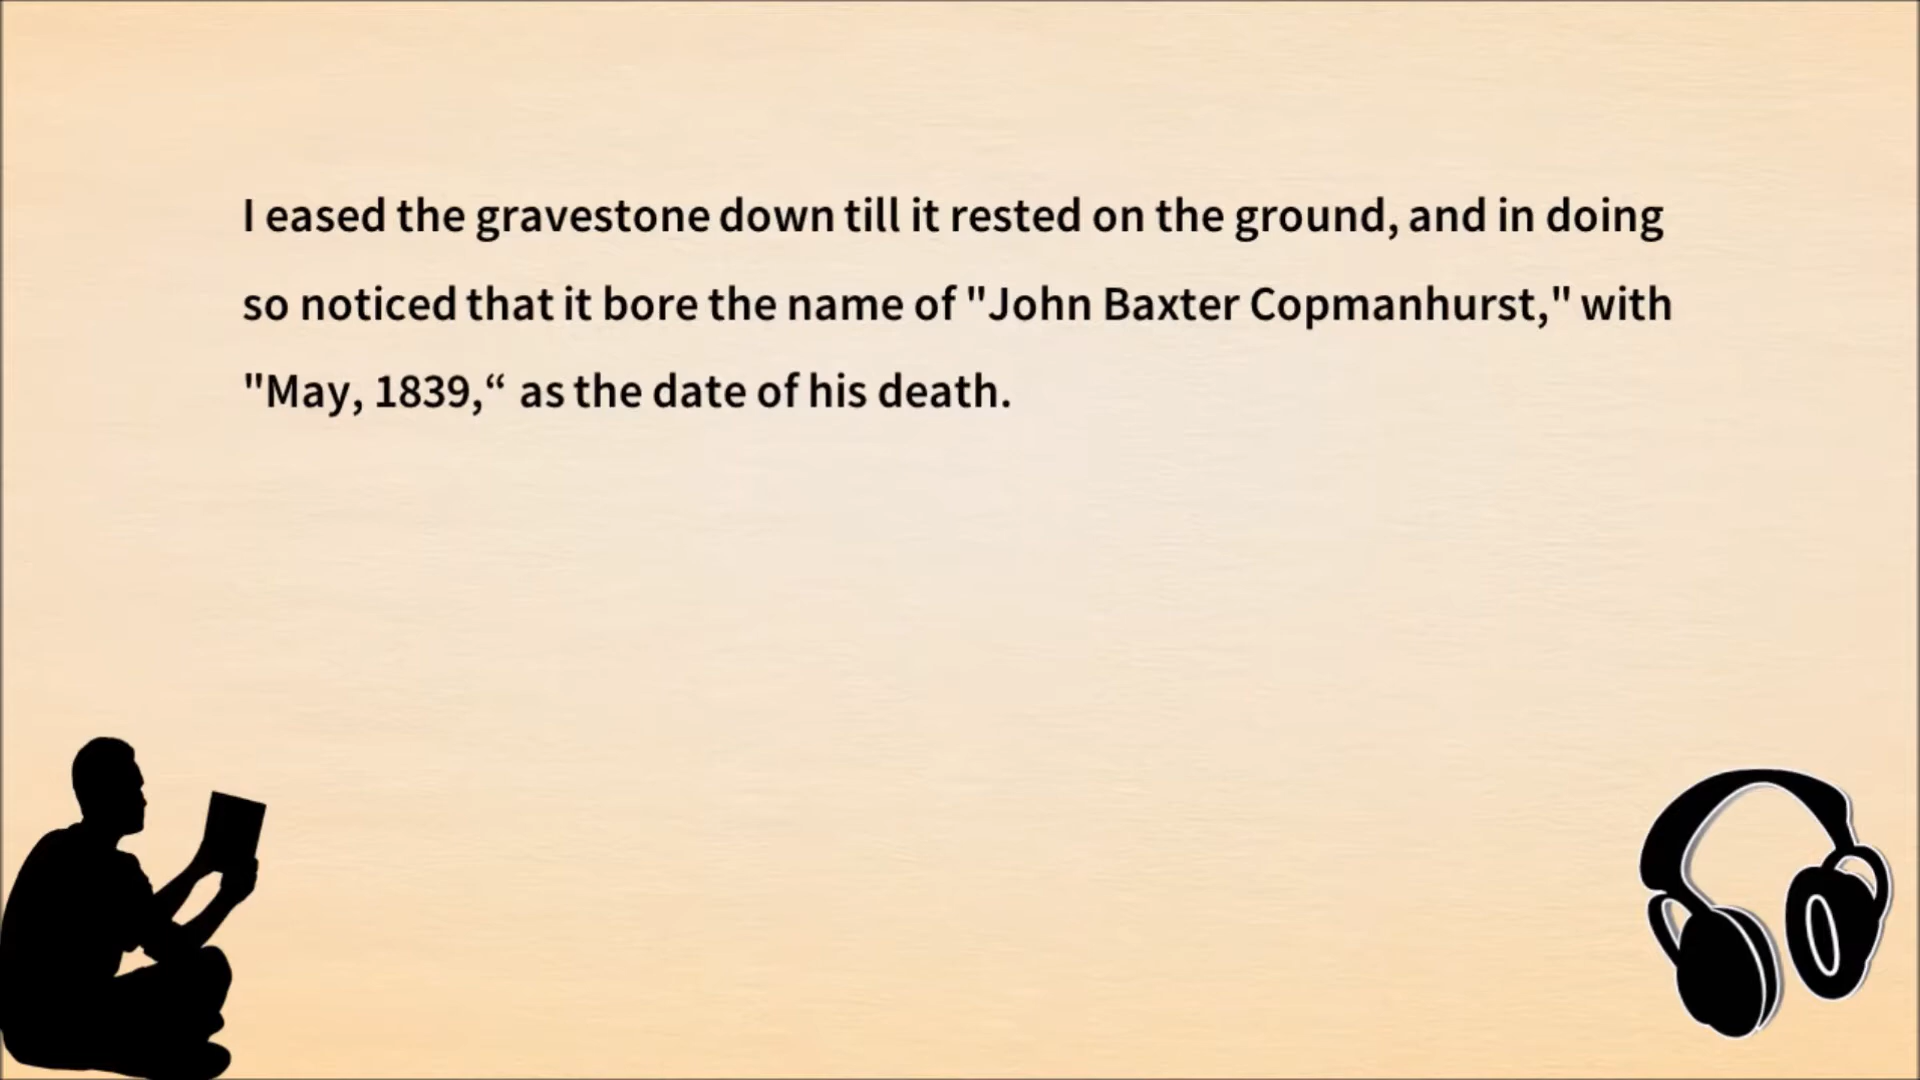 I eased the gravestone down till it rested on the ground, and in doing
so noticed that it bore the name of "John Baxter Copmanhurst," with
"May, 1839,“ as the date of his death.